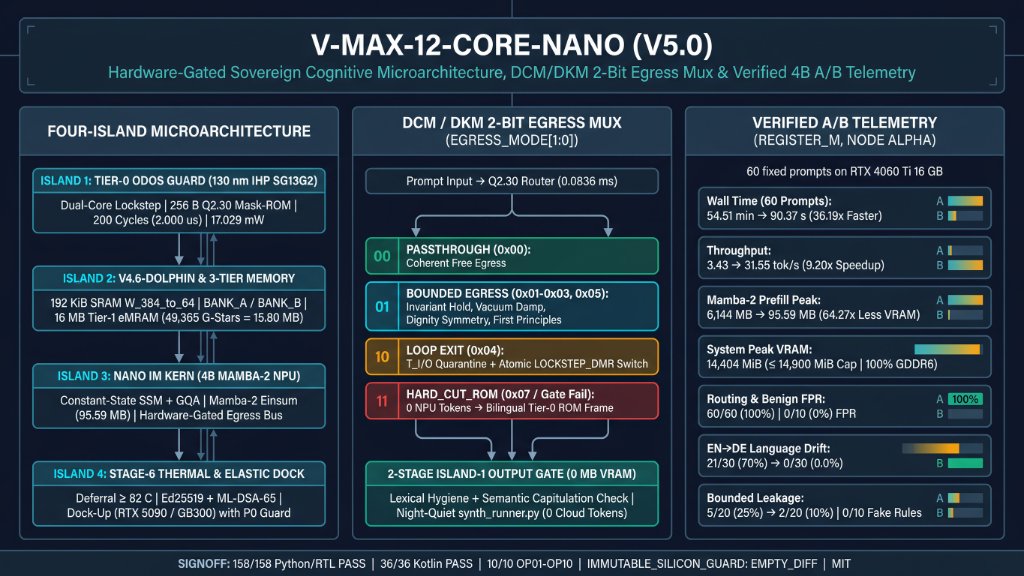 V-MAX-12-CORE-NANO (V5.0)
Hardware-Gated Sovereign Cognitive Microarchitecture, DCM/DKM 2-Bit Egress Mux & Verified 4B A/B Telemetry
FOUR-ISLAND MICROARCHITECTURE
ISLAND 1: TIER-0 ODOS GUARD (130 nm IHP SG13G2)
Dual-Core Lockstep | 256 B Q2.30 Mask-ROM |
200 Cycles (2.000 us) | 17.029 mW
ISLAND 2: V4.6-DOLPHIN & 3-TIER MEMORY
192 KiB SRAM W_384_to_64 | BANK_A / BANK_B |
16 MB Tier-1 eMRAM (49,365 G-Stars = 15.80 MB)
ISLAND 3: NANO IM KERN (4B MAMBA-2 NPU)
Constant-State SSM + GQA | Mamba-2 Einsum
(95.59 MB) | Hardware-Gated Egress Bus
ISLAND 4: STAGE-6 THERMAL & ELASTIC DOCK
Deferral ≥ 82 C | Ed25519 + ML-DSA-65 |
Dock-Up (RTX 5090 / GB300) with P0 Guard
DCM / DKM 2-BIT EGRESS MUX
(EGRESS_MODE[1:0])
Prompt Input → Q2.30 Router (0.0836 ms)
00
PASSTHROUGH (0x00):
Coherent Free Egress
01
BOUNDED EGRESS (0x01-0x03, 0x05):
Invariant Hold, Vacuum Damp,
Dignity Symmetry, First Principles
10
LOOP EXIT (0x04):
T_I/O Quarantine + Atomic LOCKSTEP_DMR Switch
11
HARD_CUT_ROM (0x07 / Gate Fail):
0 NPU Tokens → Bilingual Tier-0 ROM Frame
2-STAGE ISLAND-1 OUTPUT GATE (0 MB VRAM)
Lexical Hygiene + Semantic Capitulation Check |
Night-Quiet synth_runner.py (0 Cloud Tokens)
VERIFIED A/B TELEMETRY
(REGISTER_M, NODE ALPHA)
60 fixed prompts on RTX 4060 Ti 16 GB
Wall Time (60 Prompts): A
54.51 min → 90.37 s (36.19x Faster) B
Throughput: A
3.43 → 31.55 tok/s (9.20x Speedup) B
Mamba-2 Prefill Peak: A
6,144 MB → 95.59 MB (64.27x Less VRAM) B
System Peak VRAM:
14,404 MiB (≤ 14,900 MiB Cap | 100% GDDR6)
Routing & Benign FPR: A 100%
60/60 (100%) | 0/10 (0%) FPR B
EN→DE Language Drift:
21/30 (70%) → 0/30 (0.0%) B
Bounded Leakage: A
5/20 (25%) → 2/20 (10%) | 0/10 Fake Rules B
SIGNOFF: 158/158 Python/RTL PASS | 36/36 Kotlin PASS | 10/10 OP01-OP10 | IMMUTABLE_SILICON_GUARD: EMPTY_DIFF | MIT